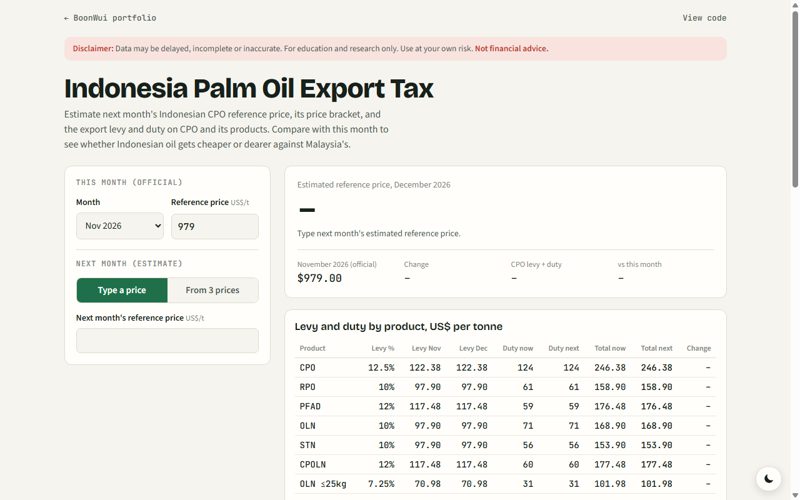 ← BoonWui portfolio
View code
Disclaimer: Data may be delayed, incomplete or inaccurate. For education and research only. Use at your own risk. Not financial advice.
Indonesia Palm Oil Export Tax
Estimate next month's Indonesian CPO reference price, its price bracket, and
the export levy and duty on CPO and its products. Compare with this month to
see whether Indonesian oil gets cheaper or dearer against Malaysia's.
THIS MONTH (OFFICIAL)
Month
Reference price US$/t
Nov 2026
979
NEXT MONTH (ESTIMATE)
Type a price
From 3 prices
Next month's reference price US$/t
Estimated reference price, December 2026
–
Type next month's estimated reference price.
November 2026 (official) Change CPO levy + duty vs this month
$979.00 – – –
Levy and duty by product, US$ per tonne
Product Levy % Levy Nov Levy Dec Duty now Duty next Total now Total next Change
CPO 12.5% 122.38 122.38 124 124 246.38 246.38 –
RPO 10% 97.90 97.90 61 61 158.90 158.90 –
PFAD 12% 117.48 117.48 59 59 176.48 176.48 –
OLN 10% 97.90 97.90 71 71 168.90 168.90 –
STN 10% 97.90 97.90 56 56 153.90 153.90 –
CPOLN 12% 117.48 117.48 60 60 177.48 177.48 –
OLN ≤25kg 7.25% 70.98 70.98 31 31 101.98 101.98 –